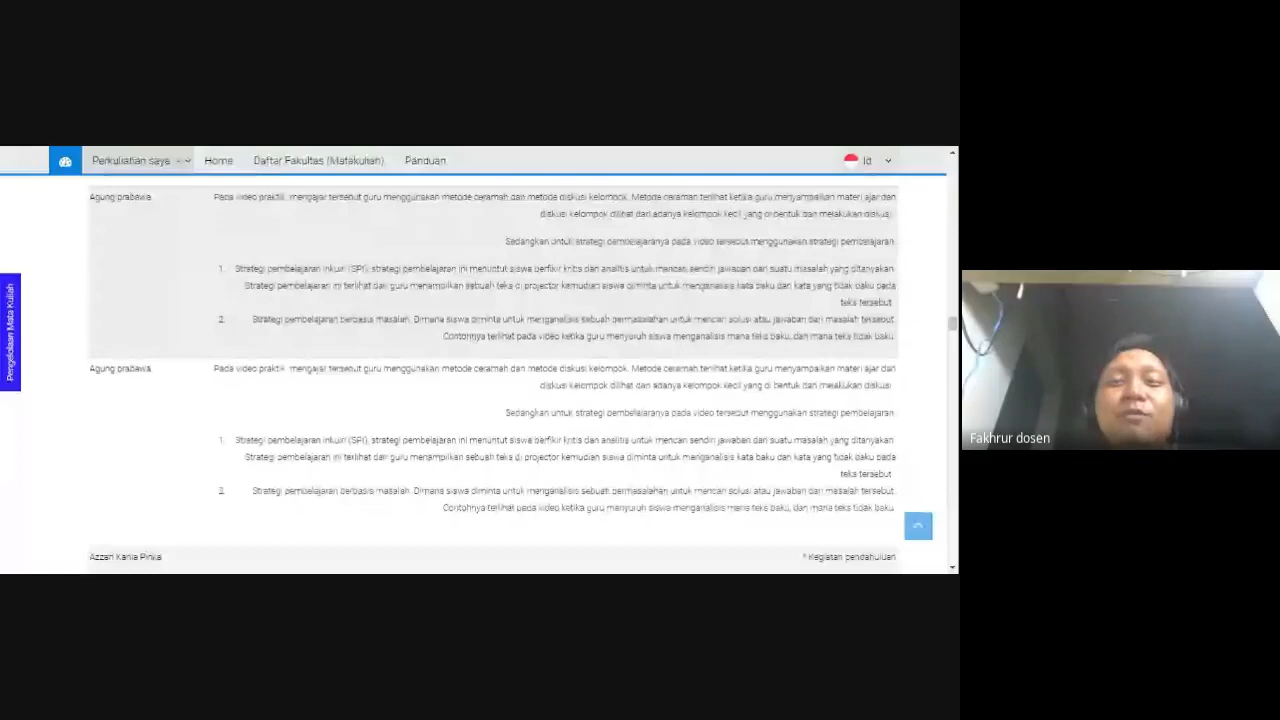 Perkuliahan saya Home Daftar Fakultas (Matakuliah) Panduan Id
Pengelolaan Mata Kuliah
Agung prabawa Pada video praktik mengajar tersebut guru menggunakan metode ceramah dan metode diskusi kelompok. Metode ceramah terlihat ketika guru menyampaikan materi ajar dan
diskusi kelompok dilihat dari adanya kelompok kecil yang di bentuk dan melakukan diskusi.
Sedangkan untuk strategi pembelajaranya pada video tersebut menggunakan strategi pembelajaran
1. Strategi pembelajaran inkuiri (SPI), strategi pembelajaran ini menuntut siswa berfikir kritis dan analitis untuk mencari sendiri jawaban dari suatu masalah yang ditanyakan
Strategi pembelajaran ini terlihat dari guru menampilkan sebuah teks di projector kemudian siswa diminta untuk menganalisis kata baku dan kata yang tidak baku pada
teks tersebut
2. Strategi pembelajaran berbasis masalah. Dimana siswa diminta untuk menganalisis sebuah permasalahan untuk mencari solusi atau jawaban dari masalah tersebut
Contohnya terlihat pada video ketika guru menyuruh siswa menganalisis mana teks baku, dan mana teks tidak baku
Agung prabawa Pada video praktik mengajar tersebut guru menggunakan metode ceramah dan metode diskusi kelompok. Metode ceramah terlihat ketika guru menyampaikan materi ajar dan
diskusi kelompok dilihat dari adanya kelompok kecil yang di bentuk dan melakukan diskusi
Sedangkan untuk strategi pembelajaranya pada video tersebut menggunakan strategi pembelajaran
1. Strategi pembelajaran inkuiri (SPI), strategi pembelajaran ini menuntut siswa berfikir kritis dan analitis untuk mencari sendiri jawaban dari suatu masalah yang ditanyakan
Strategi pembelajaran ini terlihat dari guru menampilkan sebuah teks di projector kemudian siswa diminta untuk menganalisis kata baku dan kata yang tidak baku pada
teks tersebut
2. Strategi pembelajaran berbasis masalah. Dimana siswa diminta untuk menganalisis sebuah permasalahan untuk mencari solusi atau jawaban dari masalah tersebut
Contohnya terlihat pada video ketika guru menyuruh siswa menganalisis mana teks baku, dan mana teks tidak baku
Azzah Kania Pinka * Kegiatan pendahuluan
Fakhrur dosen